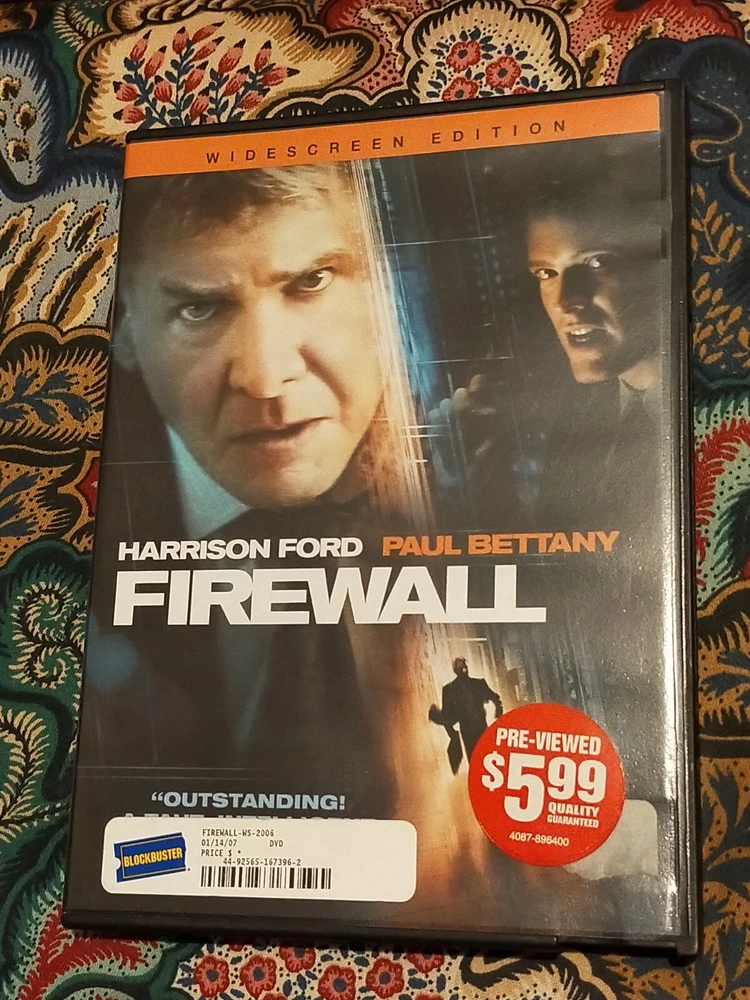 WIDESCREEN EDITION
HARRISON FORD PAUL BETTANY
FIREWALL
PRE-VIEWED
$5.99
QUALITY
GUARANTEED
4087-896400
"OUTSTANDING!
BLOCKBUSTER
FIREWALL-WS-2006
01/14/07 DVD
PRICE $ *
44-92565-167396-2